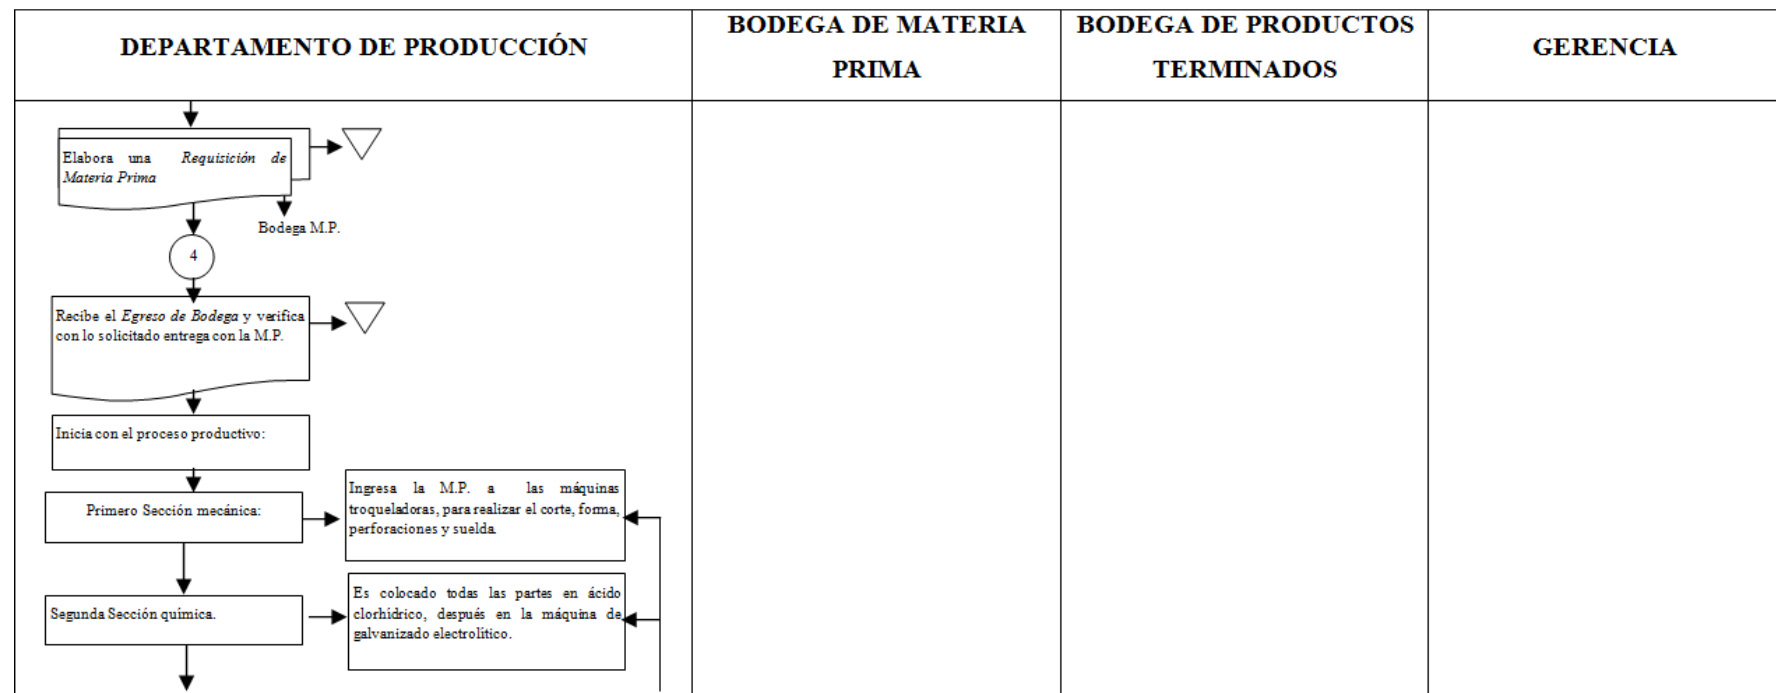 DEPARTAMENTO DE PRODUCCIÓN
BODEGA DE MATERIA
PRIMA
BODEGA DE PRODUCTOS
TERMINADOS
GERENCIA
Elabora una Requisición de
Materia Prima
Bodega M.P.
4
Recibe el Egreso de Bodega y verifica
con lo solicitado entrega con la M.P.
Inicia con el proceso productivo:
Primero Sección mecánica:
Ingresa la M.P. a las máquinas
troqueladoras, para realizar el corte, forma,
perforaciones y suelda.
Segunda Sección química.
Es colocado todas las partes en ácido
clorhídrico, después en la máquina de
galvanizado electrolítico.